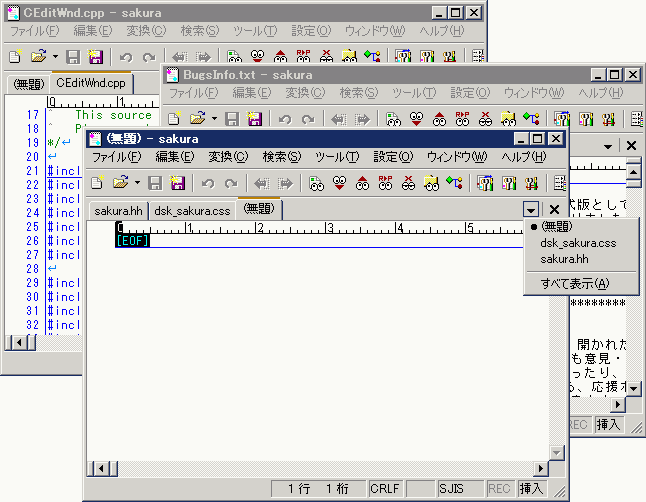 CEditWnd.cpp - sakura
ファイル(F) 編集(E) 変換(C) 検索(S) ツール(T) 設定(O) ウィンドウ(W) ヘルプ(H)
(無題) CEditWnd.cpp
0 1
17 This source
18
19 */
20
21 #incl
22 #incl
23 #incl
24 #incl
25 #incl
26 #incl
27 #incl
28
29 #incl
30 #incl
31 #incl
32 #incl
BugsInfo.txt - sakura
ファイル(F) 編集(E) 変換(C) 検索(S) ツール(T) 設定(O) ウィンドウ(W) ヘルプ(H)
代版として
りました
*********
開かれた
も意見・
ったり、
る、応援オ
REC 挿入
(無題) - sakura
ファイル(F) 編集(E) 変換(C) 検索(S) ツール(T) 設定(O) ウィンドウ(W) ヘルプ(H)
sakura.hh dsk_sakura.css (無題)
0 1 2 3 4 5
[EOF]
(無題)
dsk_sakura.css
sakura.hh
すべて表示(A)
1 行 1 桁 CRLF SJIS REC 挿入